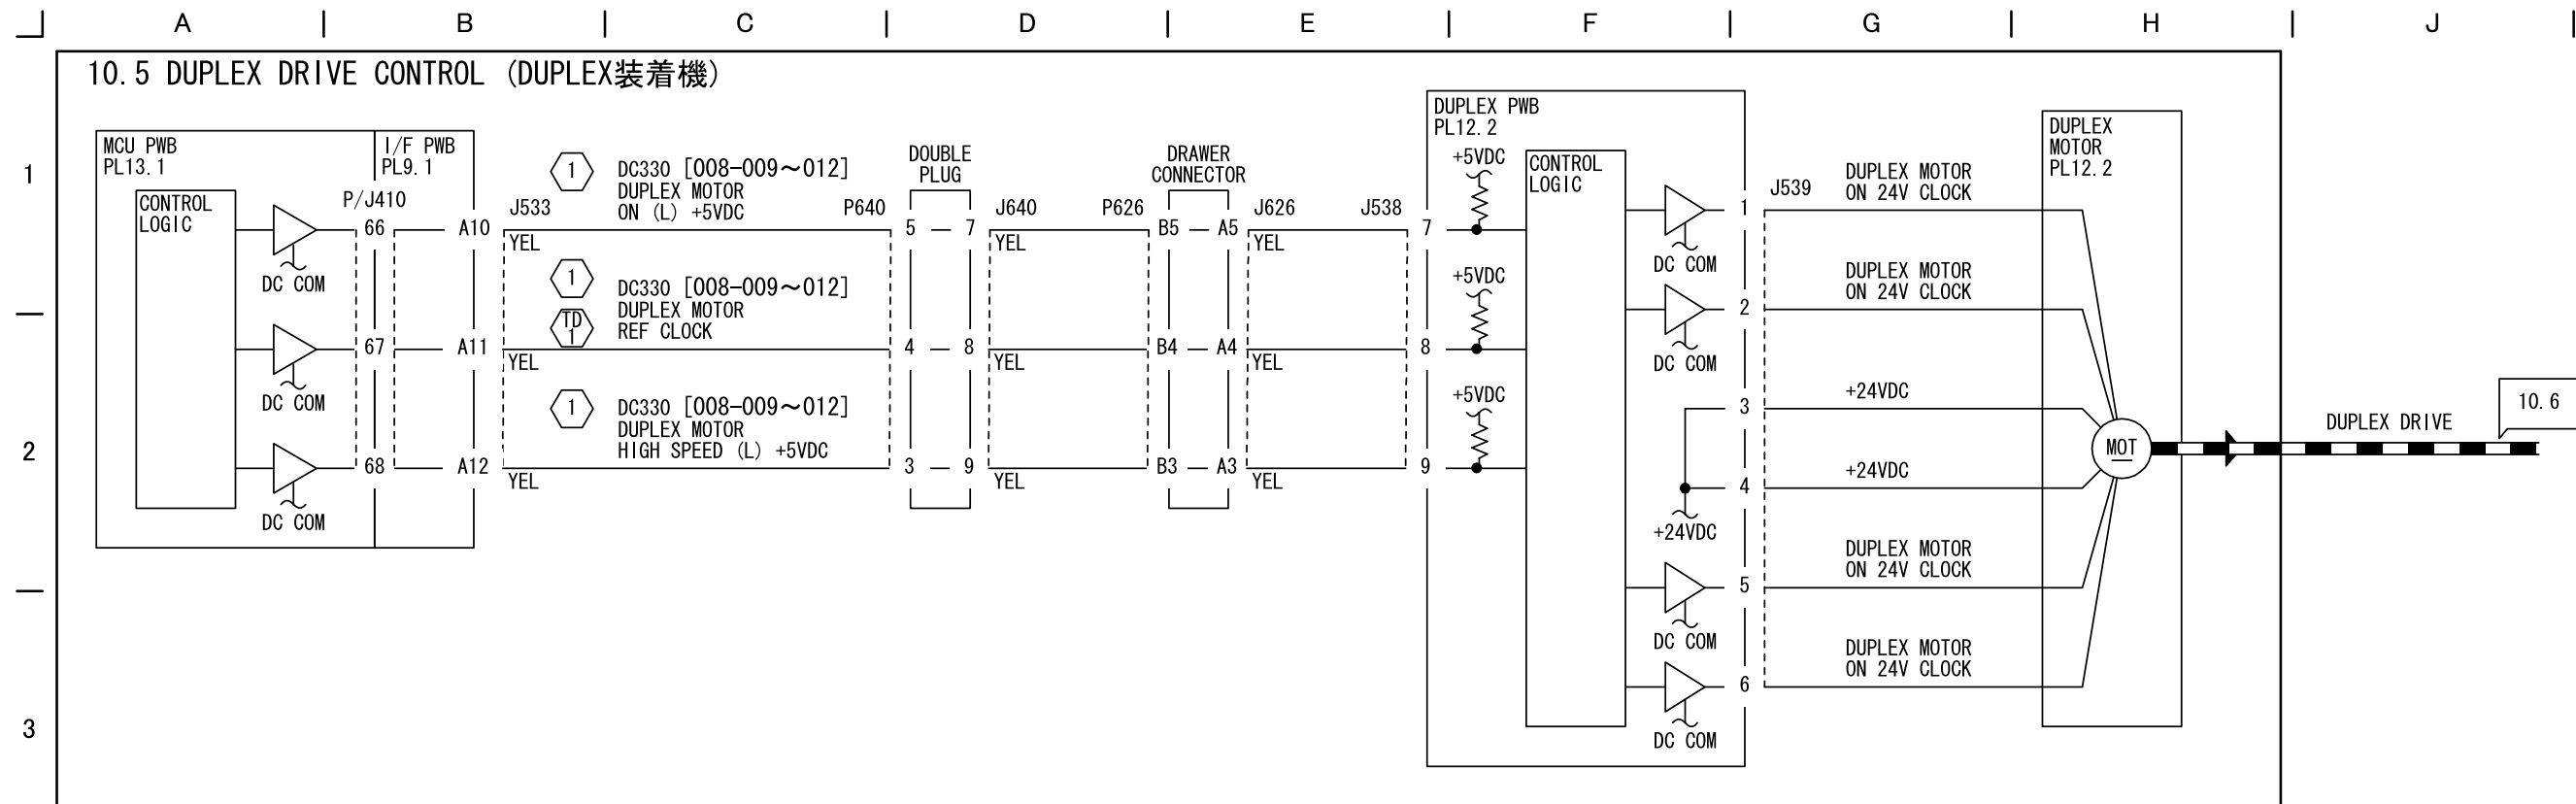 A B C D E F G H J
10.5 DUPLEX DRIVE CONTROL (DUPLEX装着機)
1
2
3
MCU PWB
PL13.1
I/F PWB
PL9.1
CONTROL
LOGIC
P/J410
66
67
68
DC COM
DC COM
DC COM
A10
A11
A12
J533
YEL
YEL
YEL
1
DC330 [008-009～012]
DUPLEX MOTOR
ON (L) +5VDC
1
TD
1
DC330 [008-009～012]
DUPLEX MOTOR
REF CLOCK
1
DC330 [008-009～012]
DUPLEX MOTOR
HIGH SPEED (L) +5VDC
P640
DOUBLE
PLUG
5 7
4 8
3 9
J640
YEL
YEL
YEL
P626
DRAWER
CONNECTOR
B5 A5
B4 A4
B3 A3
J626
YEL
YEL
YEL
J538
7
8
9
DUPLEX PWB
PL12.2
+5VDC
+5VDC
+5VDC
CONTROL
LOGIC
DC COM
DC COM
+24VDC
DC COM
DC COM
1
2
3
4
5
6
J539
DUPLEX MOTOR
ON 24V CLOCK
DUPLEX MOTOR
ON 24V CLOCK
+24VDC
+24VDC
DUPLEX MOTOR
ON 24V CLOCK
DUPLEX MOTOR
ON 24V CLOCK
DUPLEX
MOTOR
PL12.2
MOT
DUPLEX DRIVE
10.6